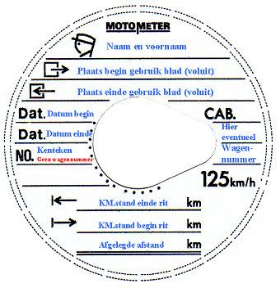 MOTOMETER
Naam en voornaam
Plaats begin gebruik blad (voluit)
Plaats einde gebruik blad (voluit)
Dat. Datum begin CAB.
Dat. Datum einde Hier eventueel
NO. Kenteken Wagen-
Geen wagennummer nummer
125 km/h
KM.stand einde rit km
KM.stand begin rit km
Afgelegde afstand km